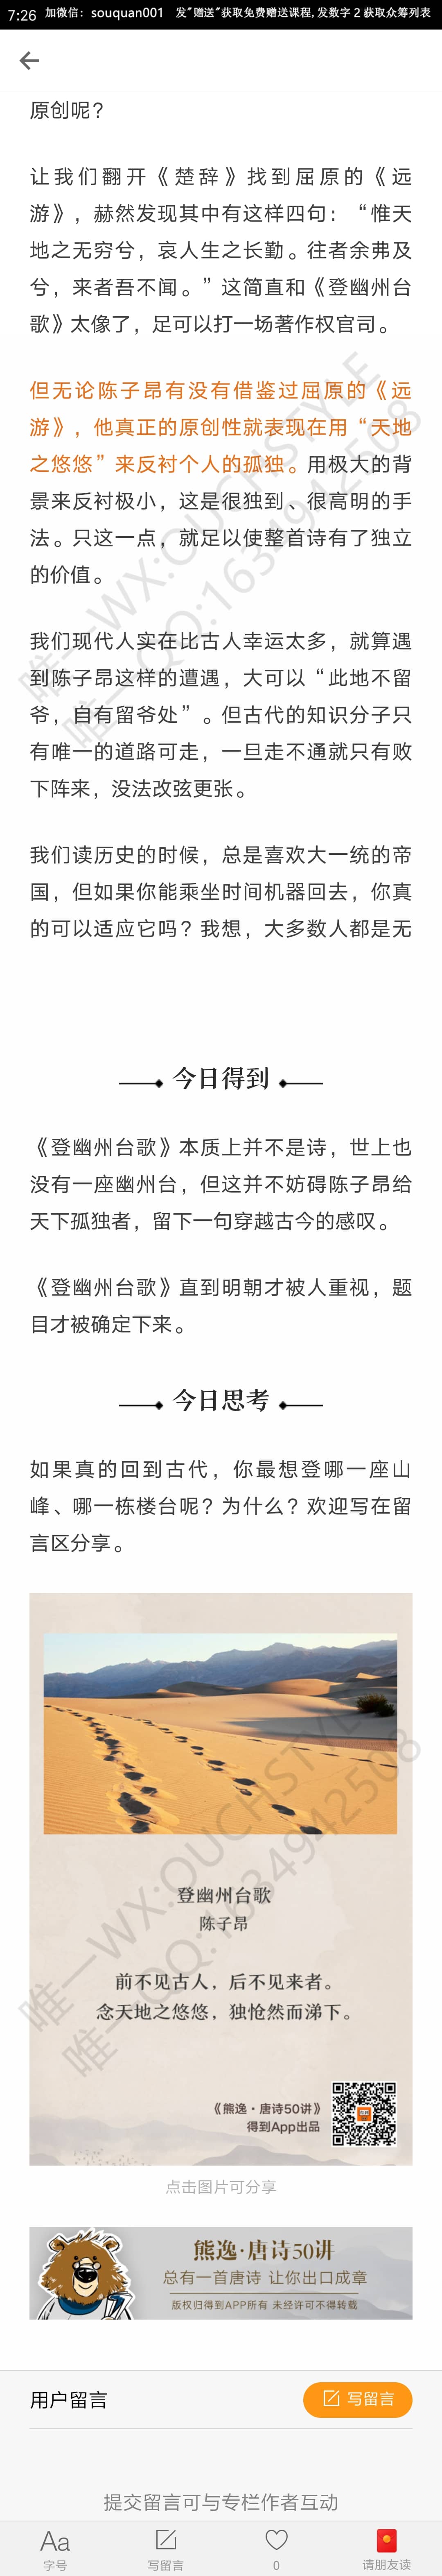 7:26 加微信：souquan001 发"赠送"获取免费赠送课程,发数字2获取众筹列表
原创呢？
让我们翻开《楚辞》找到屈原的《远
游》，赫然发现其中有这样四句：“惟天
地之无穷兮，哀人生之长勤。往者余弗及
兮，来者吾不闻。”这简直和《登幽州台
歌》太像了，足可以打一场著作权官司。
但无论陈子昂有没有借鉴过屈原的《远
游》，他真正的原创性就表现在用“天地
之悠悠”来反衬个人的孤独。用极大的背
景来反衬极小，这是很独到、很高明的手
法。只这一点，就足以使整首诗有了独立
的价值。
唯一WX:OUCHSTYLE
唯一QQ:1634942508
我们现代人实在比古人幸运太多，就算遇
到陈子昂这样的遭遇，大可以“此地不留
爷，自有留爷处”。但古代的知识分子只
有唯一的道路可走，一旦走不通就只有败
下阵来，没法改弦更张。
我们读历史的时候，总是喜欢大一统的帝
国，但如果你能乘坐时间机器回去，你真
的可以适应它吗？我想，大多数人都是无
今日得到
《登幽州台歌》本质上并不是诗，世上也
没有一座幽州台，但这并不妨碍陈子昂给
天下孤独者，留下一句穿越古今的感叹。
《登幽州台歌》直到明朝才被人重视，题
目才被确定下来。
今日思考
如果真的回到古代，你最想登哪一座山
峰、哪一栋楼台呢？为什么？欢迎写在留
言区分享。
唯一WX:OUCHSTYLE
唯一QQ:1634942508
登幽州台歌
陈子昂
前不见古人，后不见来者。
念天地之悠悠，独怆然而涕下。
《熊逸·唐诗50讲》
得到App出品
点击图片可分享
熊逸·唐诗50讲
总有一首唐诗 让你出口成章
版权归得到APP所有 未经许可不得转载
用户留言
写留言
提交留言可与专栏作者互动
Aa
字号
写留言
0
请朋友读